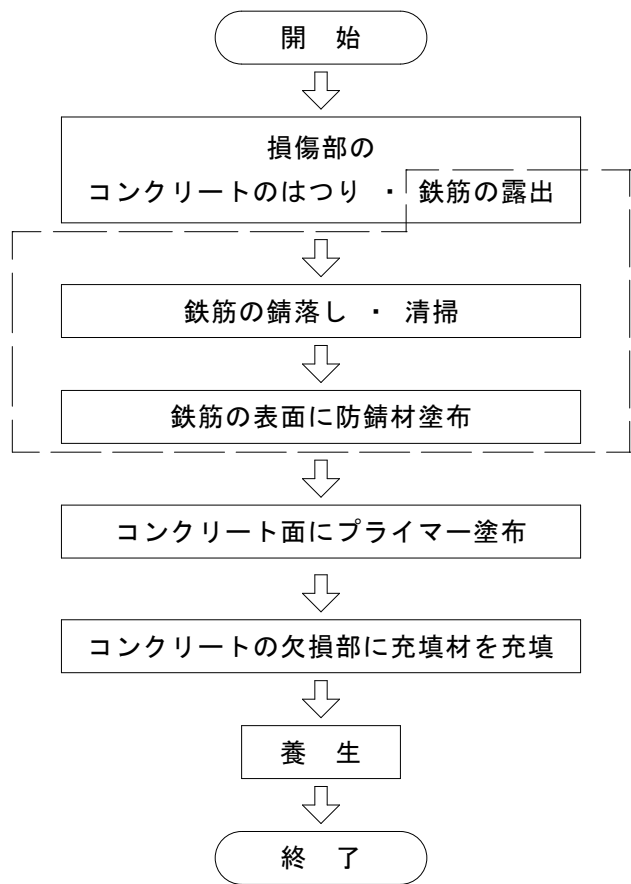 開　始
損傷部の
コンクリートのはつり ・ 鉄筋の露出
鉄筋の錆落し ・ 清掃
鉄筋の表面に防錆材塗布
コンクリート面にプライマー塗布
コンクリートの欠損部に充填材を充填
養　生
終　了